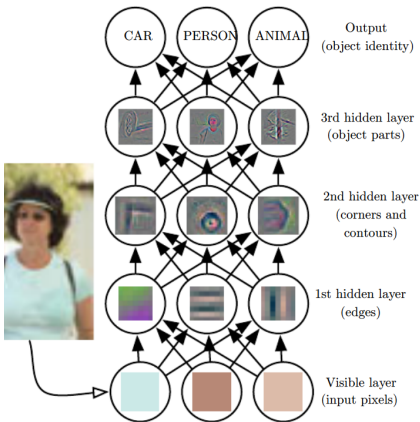 CAR PERSON ANIMAL
Output
(object identity)
3rd hidden layer
(object parts)
2nd hidden layer
(corners and
contours)
1st hidden layer
(edges)
Visible layer
(input pixels)